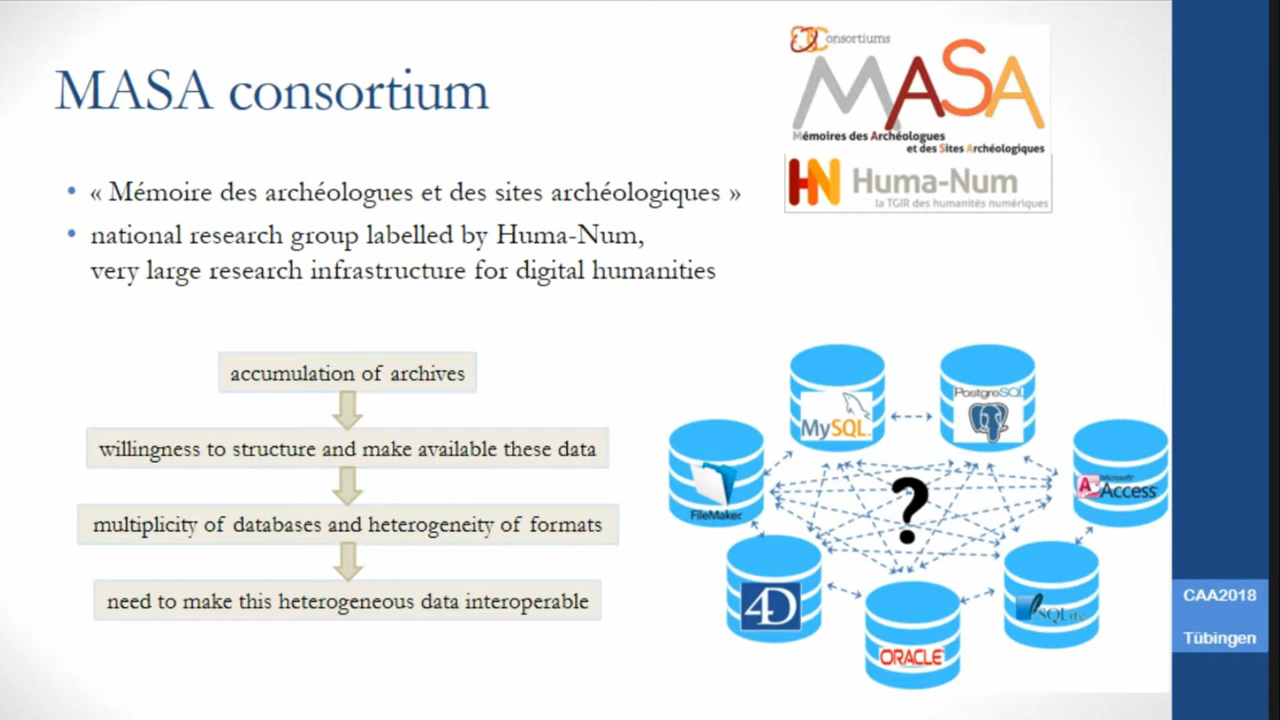 MASA consortium
Consortiums
MASA
Mémoires des Archéologues
et des Sites Archéologiques
HN Huma-Num
la TGIR des humanités numériques
« Mémoire des archéologues et des sites archéologiques »
national research group labelled by Huma-Num,
very large research infrastructure for digital humanities
accumulation of archives
willingness to structure and make available these data
multiplicity of databases and heterogeneity of formats
need to make this heterogeneous data interoperable
MySQL
PostgreSQL
FileMaker
Microsoft
Access
?
4D
SQLite
ORACLE
CAA2018
Tübingen